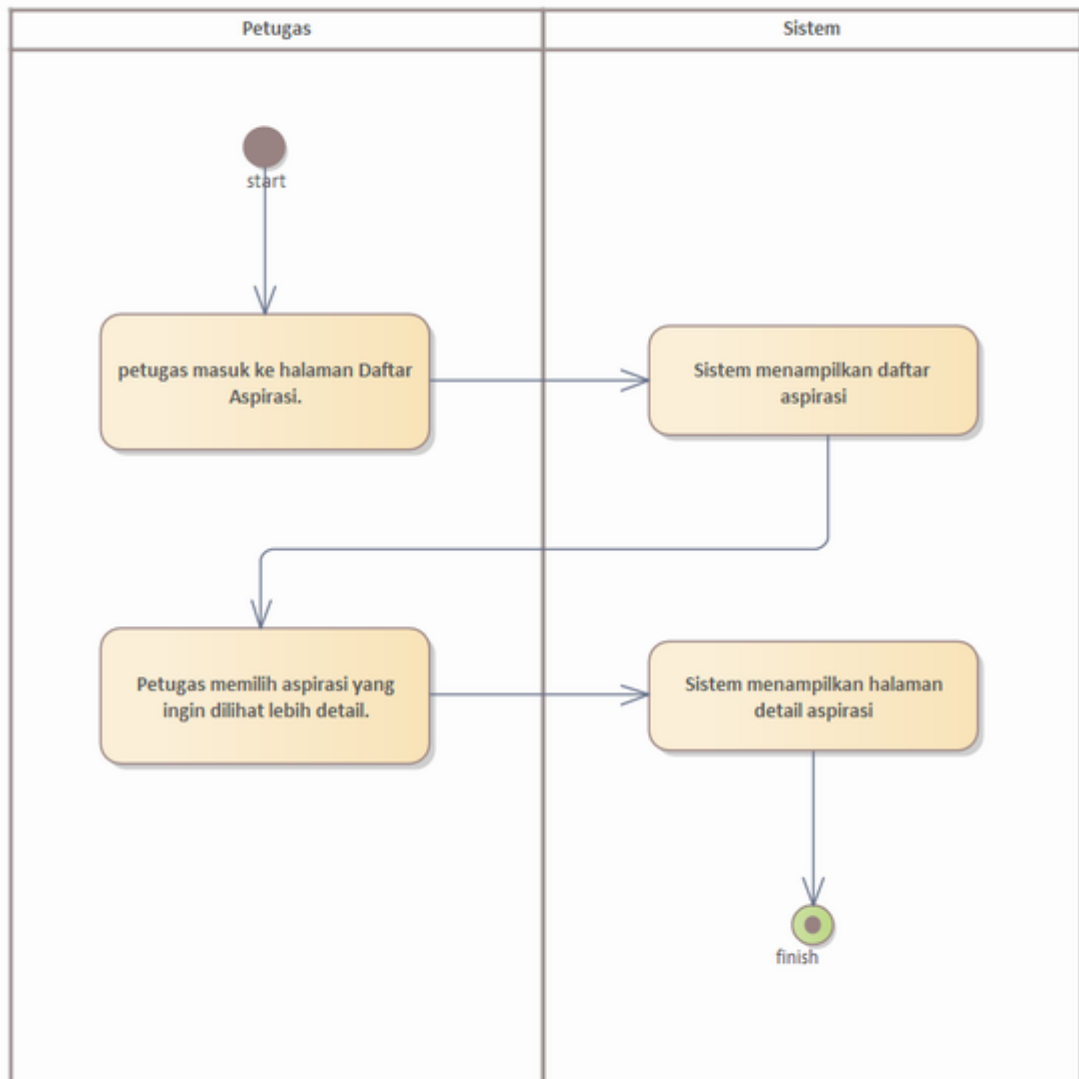 Petugas
Sistem
start
petugas masuk ke halaman Daftar
Aspirasi.
Sistem menampilkan daftar
aspirasi
Petugas memilih aspirasi yang
ingin dilihat lebih detail.
Sistem menampilkan halaman
detail aspirasi
finish